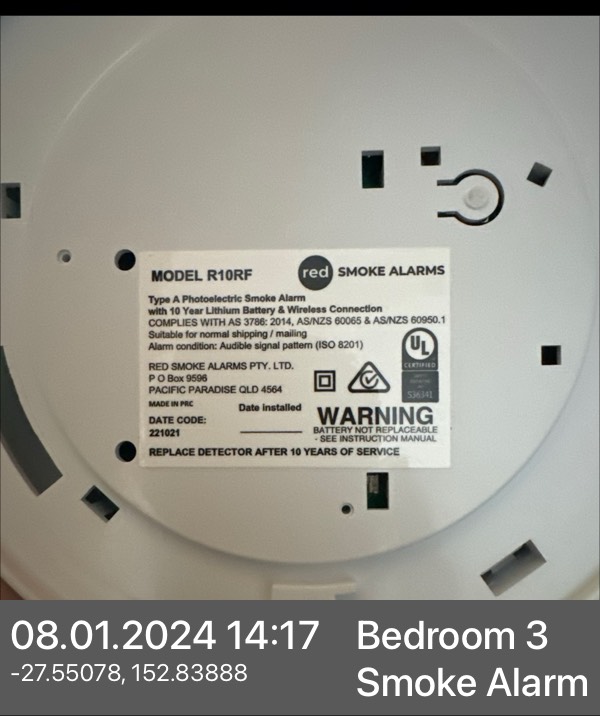 MODEL R10RF
red SMOKE ALARMS
Type A Photoelectric Smoke Alarm
with 10 Year Lithium Battery & Wireless Connection
COMPLIES WITH AS 3786: 2014, AS/NZS 60065 & AS/NZS 60950.1
Suitable for normal shipping / mailing
Alarm condition: Audible signal pattern (ISO 8201)
UL
CERTIFIED
RED SMOKE ALARMS PTY. LTD.
P O Box 9596
PACIFIC PARADISE QLD 4564
S36341
MADE IN PRC
Date installed
DATE CODE:
221021
WARNING
BATTERY NOT REPLACEABLE
- SEE INSTRUCTION MANUAL
REPLACE DETECTOR AFTER 10 YEARS OF SERVICE
08.01.2024 14:17
-27.55078, 152.83888
Bedroom 3
Smoke Alarm